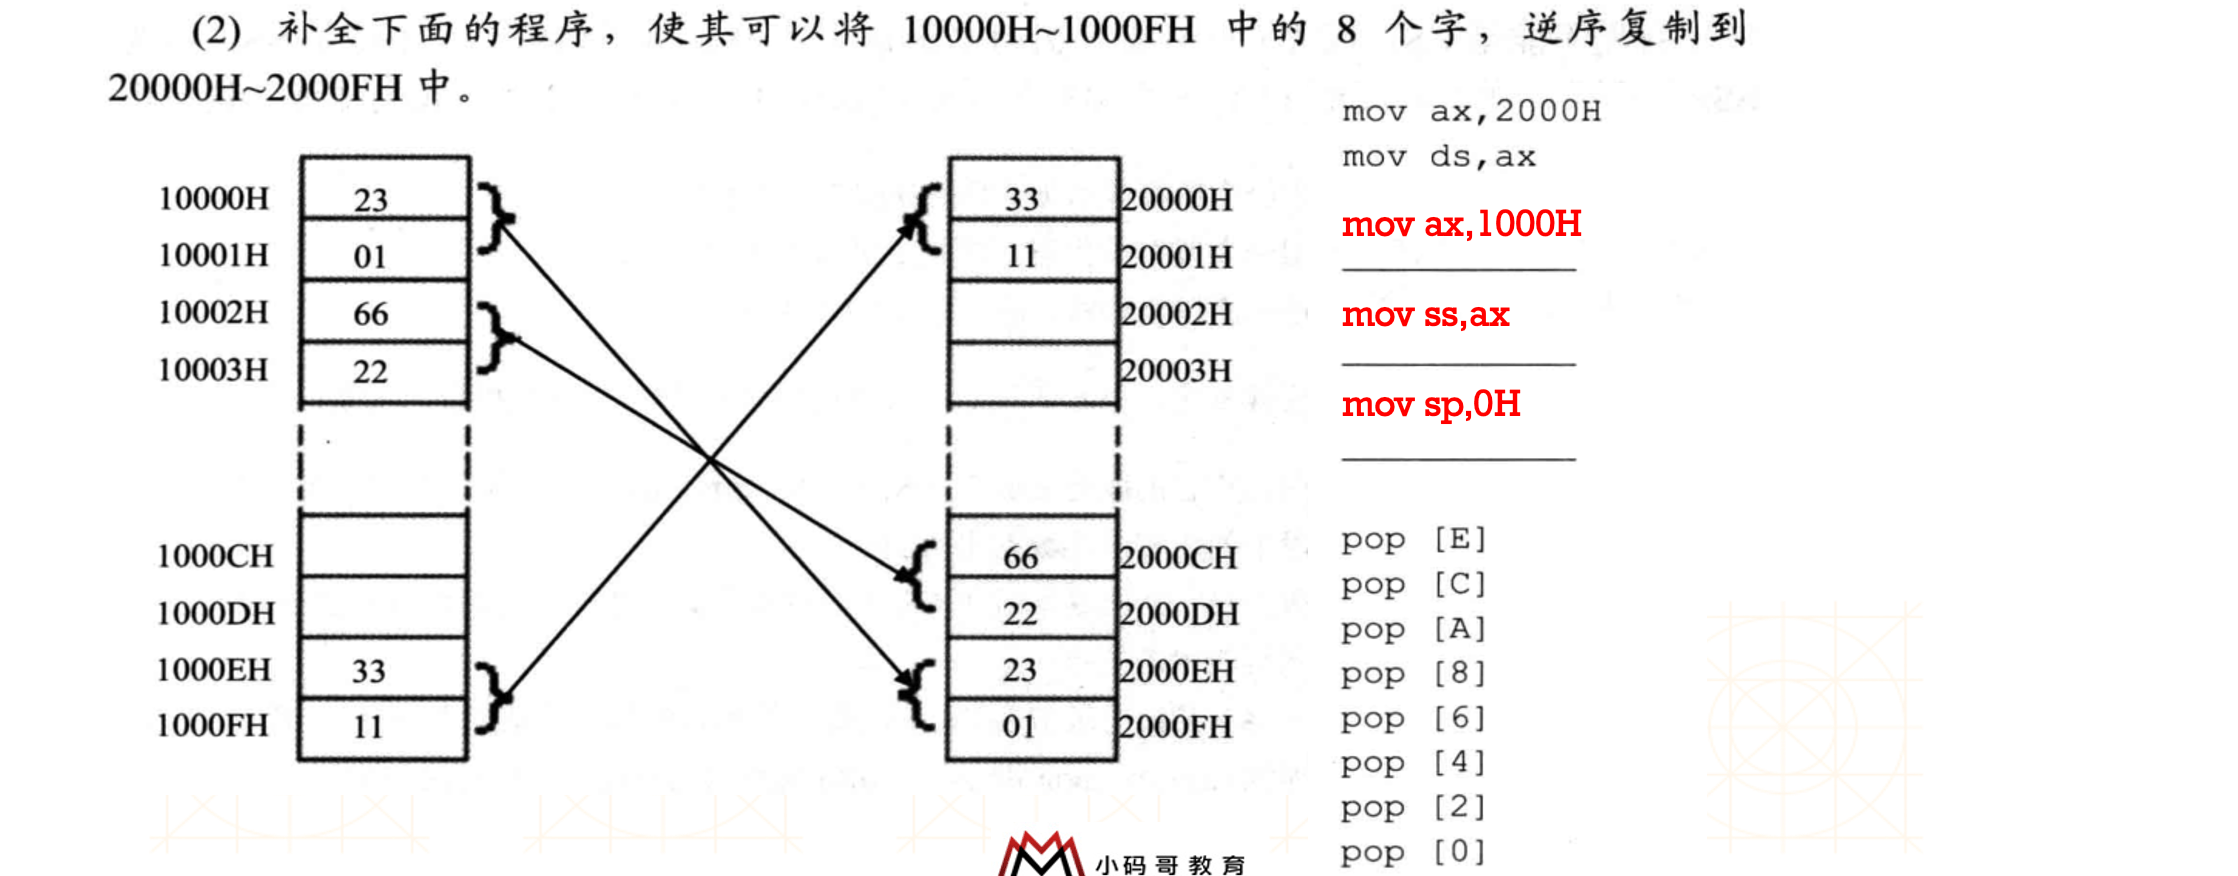 (2) 补全下面的程序，使其可以将 10000H~1000FH 中的 8 个字，逆序复制到
20000H~2000FH 中。
10000H 23
10001H 01
10002H 66
10003H 22
1000CH
1000DH
1000EH 33
1000FH 11
33 20000H
11 20001H
20002H
20003H
66 2000CH
22 2000DH
23 2000EH
01 2000FH
mov ax,2000H
mov ds,ax
mov ax,1000H
mov ss,ax
mov sp,0H
pop [E]
pop [C]
pop [A]
pop [8]
pop [6]
pop [4]
pop [2]
pop [0]
小码哥教育